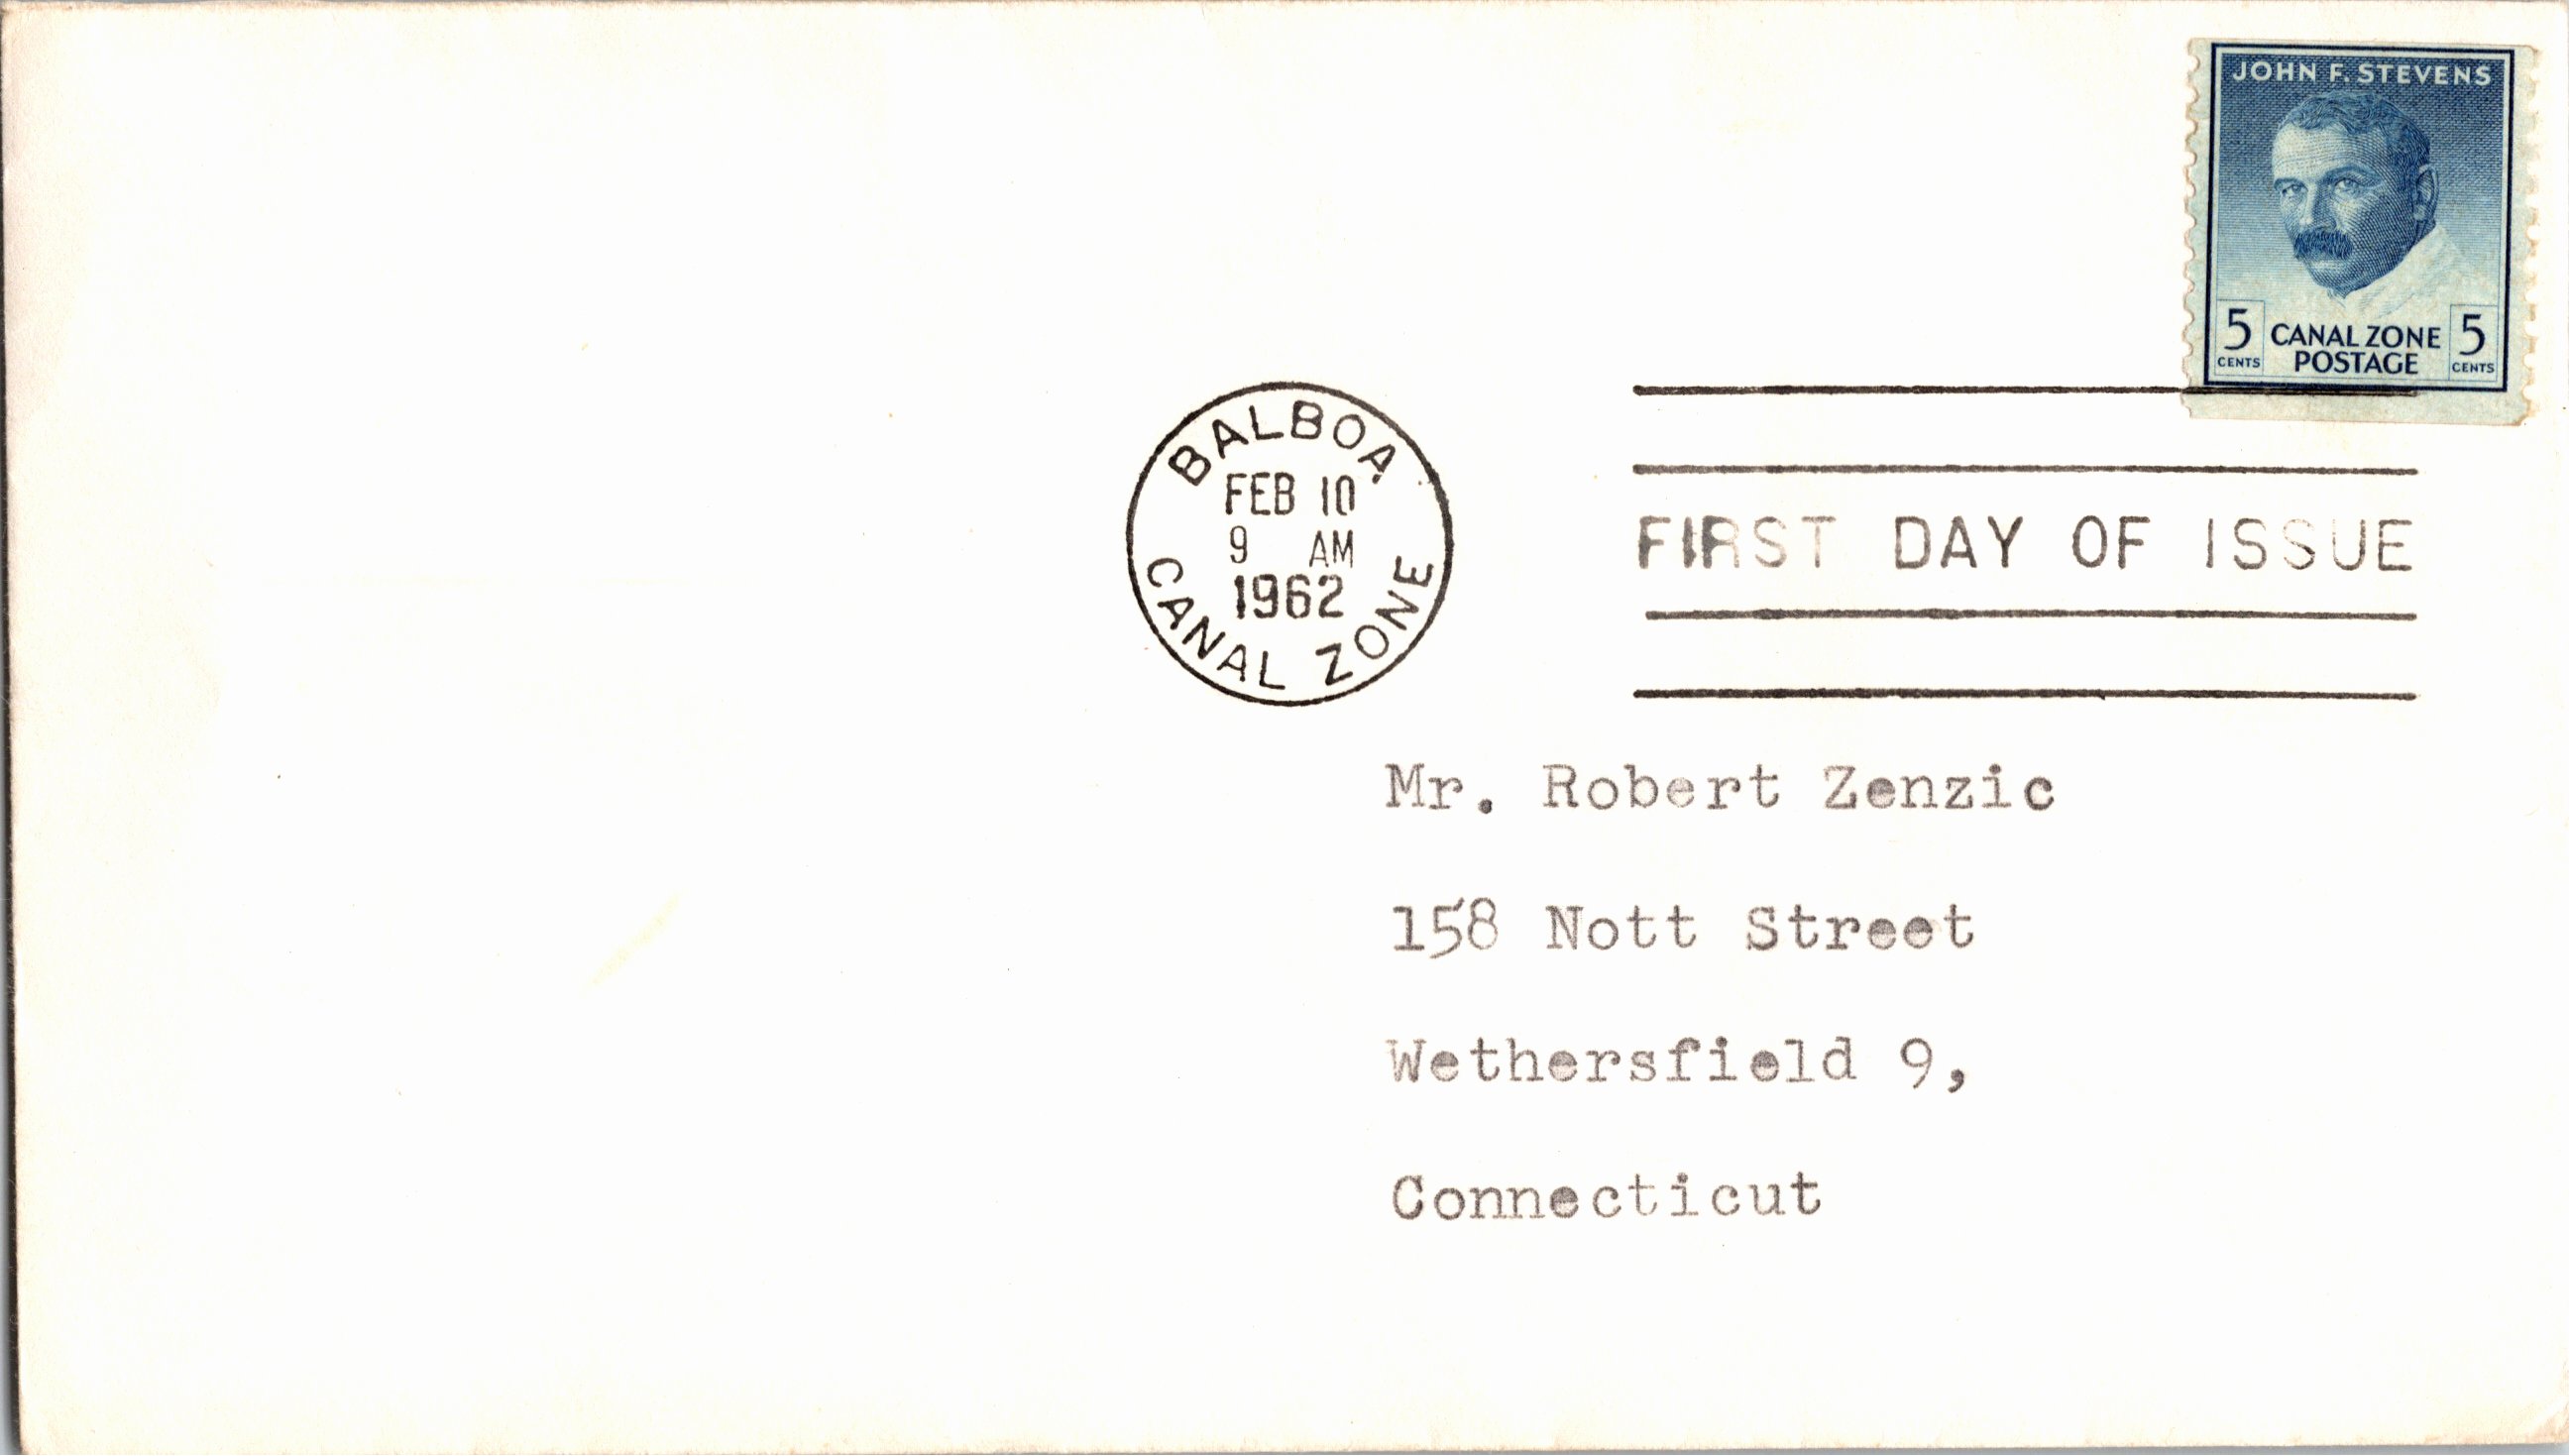 JOHN F. STEVENS
5 CENTS CANAL ZONE POSTAGE 5 CENTS
BALBOA
FEB 10
9 AM
1962
CANAL ZONE
FIRST DAY OF ISSUE
Mr. Robert Zenzic
158 Nott Street
Wethersfield 9,
Connecticut